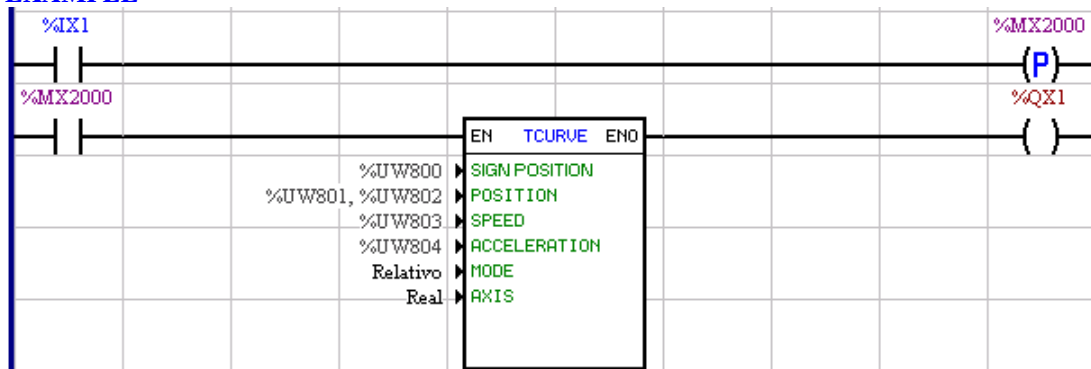 EXAMPLE
%IX1 %MX2000
(P)
%MX2000 %QX1
( )
EN TCURVE ENO
%UW800 SIGN POSITION
%UW801, %UW802 POSITION
%UW803 SPEED
%UW804 ACCELERATION
Relativo MODE
Real AXIS